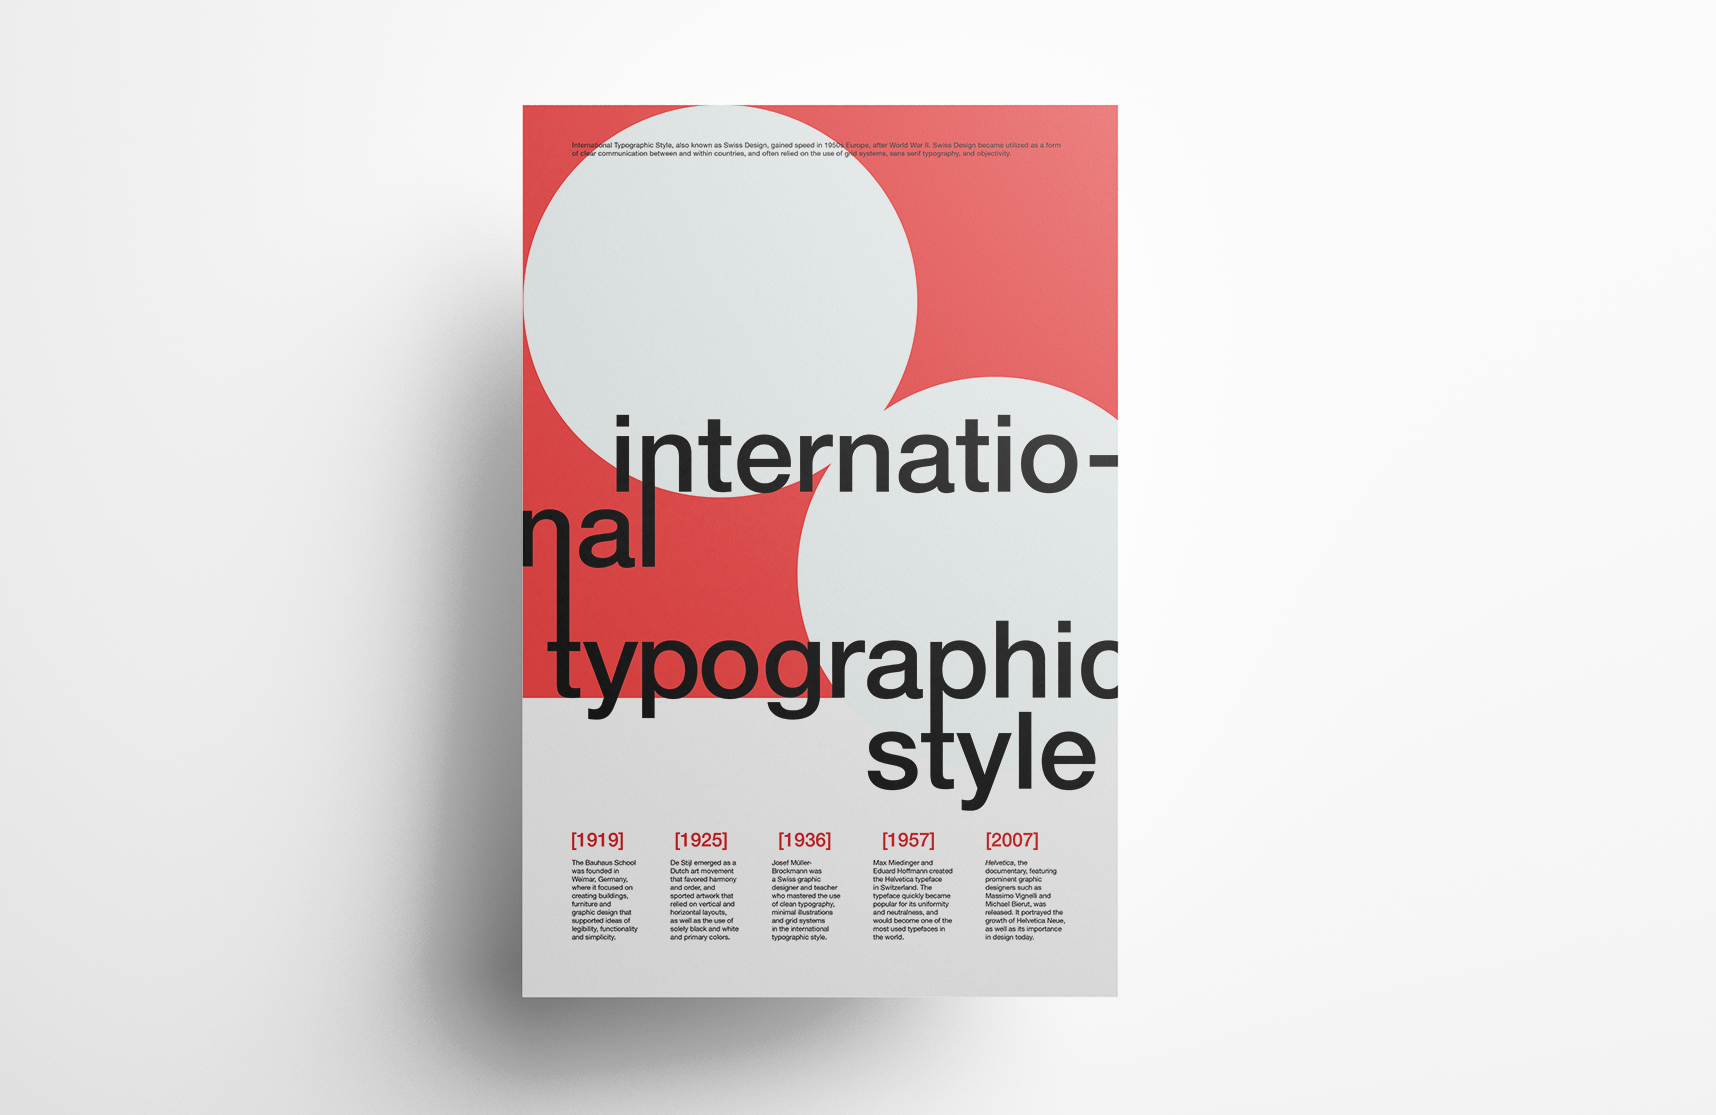 International Typographic Style, also known as Swiss Design, gained speed in 1950s Europe, after World War II. Swiss Design became utilized as a form
of clear communication between and within countries, and often relied on the use of grid systems, sans serif typography, and objectivity.
internatio-
nal
typographic
style
[1919]
The Bauhaus School
was founded in
Weimar, Germany,
where it focused on
creating buildings,
furniture and
graphic design that
supported ideas of
legibility, functionality
and simplicity.
[1925]
De Stijl emerged as a
Dutch art movement
that favored harmony
and order, and
sported artwork that
relied on vertical and
horizontal layouts,
as well as the use of
solely black and white
and primary colors.
[1936]
Josef Müller-
Brockmann was
a Swiss graphic
designer and teacher
who mastered the use
of clean typography,
minimal illustrations
and grid systems
in the international
typographic style.
[1957]
Max Miedinger and
Eduard Hoffmann created
the Helvetica typeface
in Switzerland. The
typeface quickly became
popular for its uniformity
and neutralness, and
would become one of the
most used typefaces in
the world.
[2007]
Helvetica, the
documentary, featuring
prominent graphic
designers such as
Massimo Vignelli and
Michael Bierut, was
released. It portrayed the
growth of Helvetica Neue,
as well as its importance
in design today.